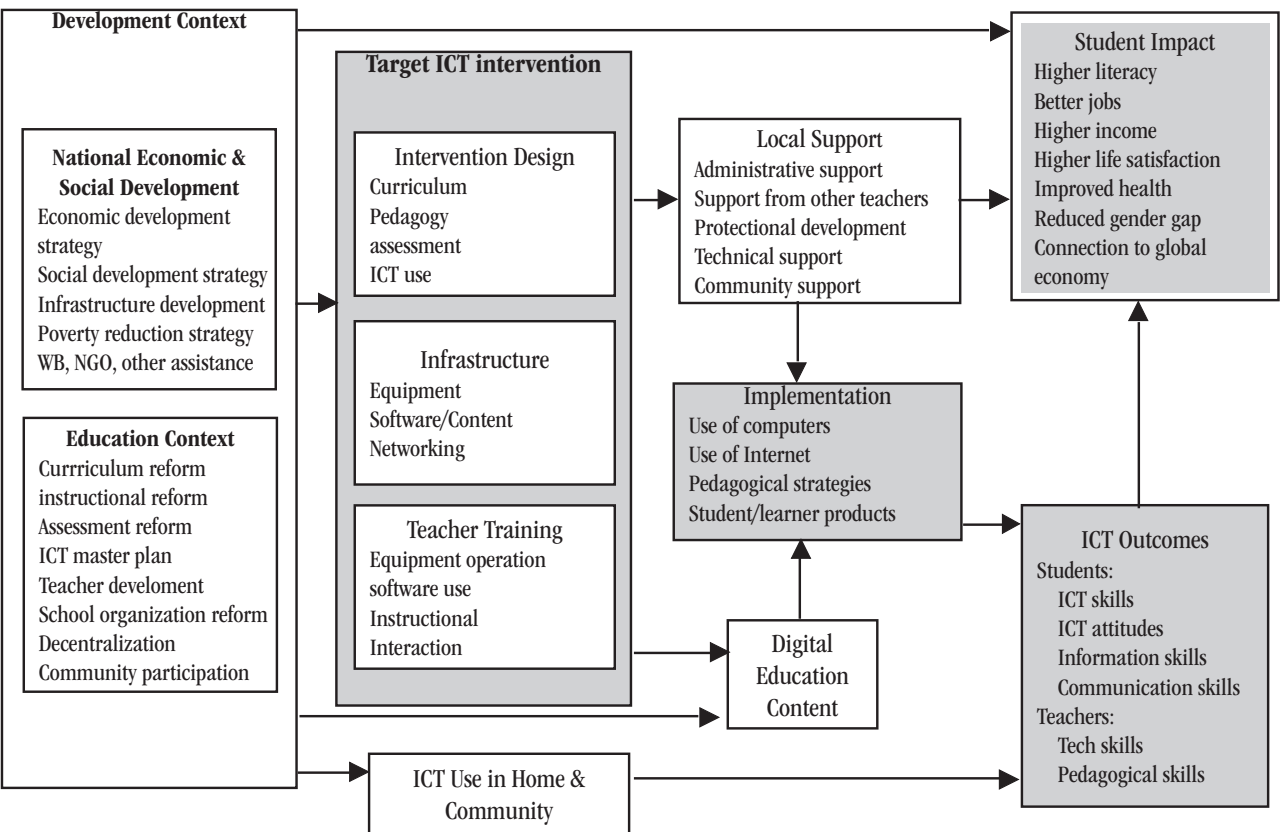 Development Context
National Economic &
Social Development
Economic development
strategy
Social development strategy
Infrastructure development
Poverty reduction strategy
WB, NGO, other assistance
Education Context
Currriculum reform
instructional reform
Assessment reform
ICT master plan
Teacher develoment
School organization reform
Decentralization
Community participation
Target ICT intervention
Intervention Design
Curriculum
Pedagogy
assessment
ICT use
Infrastructure
Equipment
Software/Content
Networking
Teacher Training
Equipment operation
software use
Instructional
Interaction
ICT Use in Home &
Community
Local Support
Administrative support
Support from other teachers
Protectional development
Technical support
Community support
Implementation
Use of computers
Use of Internet
Pedagogical strategies
Student/learner products
Digital
Education
Content
Student Impact
Higher literacy
Better jobs
Higher income
Higher life satisfaction
Improved health
Reduced gender gap
Connection to global
economy
ICT Outcomes
Students:
ICT skills
ICT attitudes
Information skills
Communication skills
Teachers:
Tech skills
Pedagogical skills